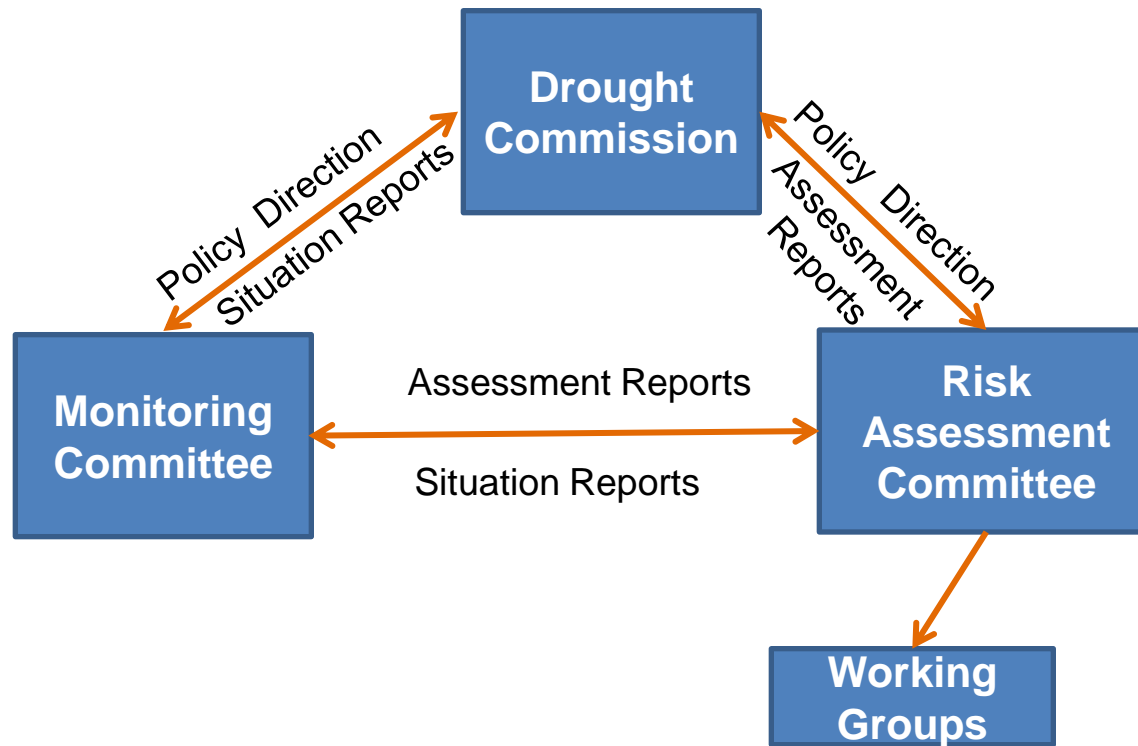 Drought
Commission
Policy Direction
Situation Reports
Policy Direction
Assessment
Reports
Monitoring
Committee
Assessment Reports
Situation Reports
Risk
Assessment
Committee
Working
Groups